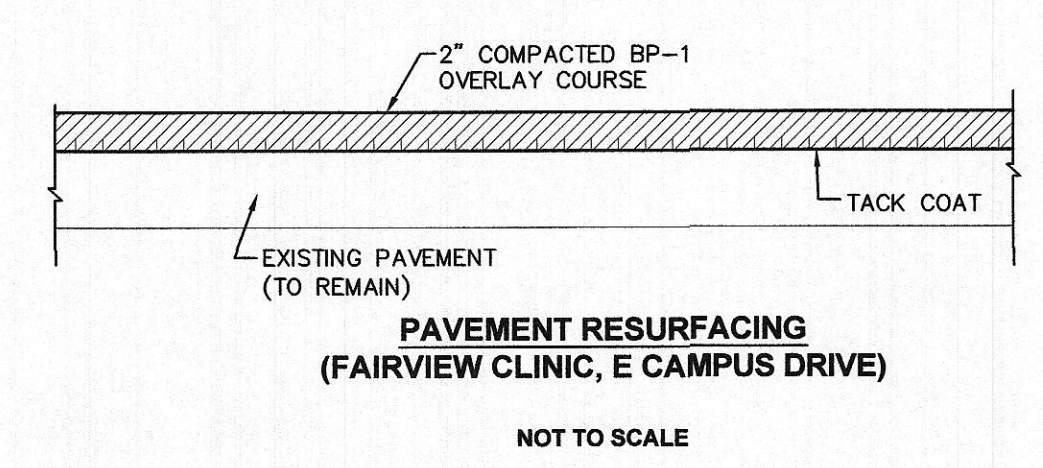 2" COMPACTED BP-1
OVERLAY COURSE
TACK COAT
EXISTING PAVEMENT
(TO REMAIN)
PAVEMENT RESURFACING
(FAIRVIEW CLINIC, E CAMPUS DRIVE)
NOT TO SCALE